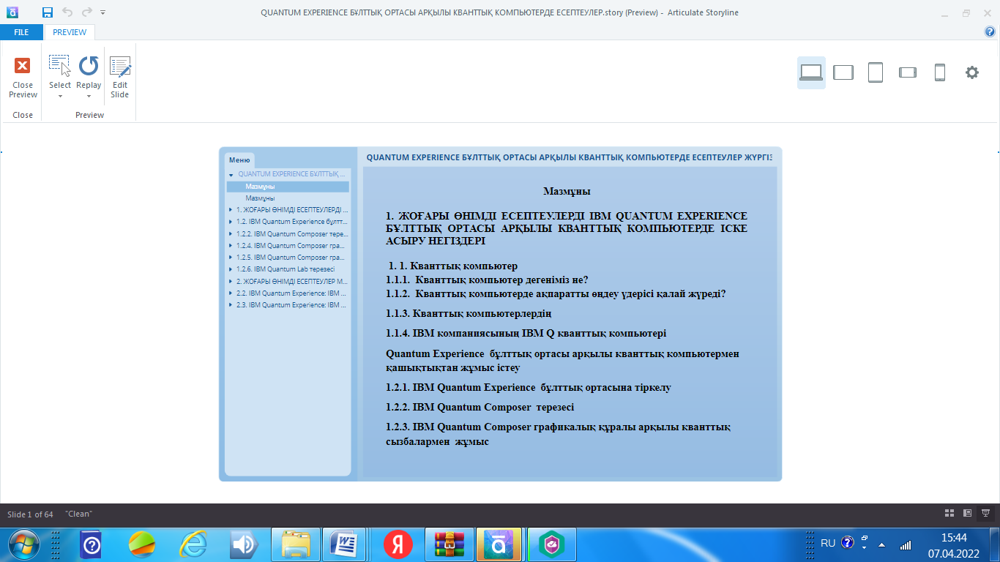 QUANTUM EXPERIENCE БҰЛТТЫҚ ОРТАСЫ АРҚЫЛЫ КВАНТТЫҚ КОМПЬЮТЕРДЕ ЕСЕПТЕУЛЕР.story (Preview) - Articulate Storyline
FILE
PREVIEW
Close Preview
Select
Replay
Edit Slide
Close
Preview
Меню
QUANTUM EXPERIENCE БҰЛТТЫҚ ...
Мазмұны
Мазмұны
1. ЖОҒАРЫ ӨНІМДІ ЕСЕПТЕУЛЕРДІ ...
1.2. IBM Quantum Experience бұлтт...
1.2.2. IBM Quantum Composer тере...
1.2.4. IBM Quantum Composer гра...
1.2.5. IBM Quantum Composer гра...
1.2.6. IBM Quantum Lab терезесі
2. ЖОҒАРЫ ӨНІМДІ ЕСЕПТЕУЛЕР М...
2.2. IBM Quantum Experience: IBM ...
2.3. IBM Quantum Experience: IBM ...
QUANTUM EXPERIENCE БҰЛТТЫҚ ОРТАСЫ АРҚЫЛЫ КВАНТТЫҚ КОМПЬЮТЕРДЕ ЕСЕПТЕУЛЕР ЖҮРГІЗ
Мазмұны
1. ЖОҒАРЫ ӨНІМДІ ЕСЕПТЕУЛЕРДІ IBM QUANTUM EXPERIENCE
БҰЛТТЫҚ ОРТАСЫ АРҚЫЛЫ КВАНТТЫҚ КОМПЬЮТЕРДЕ ІСКЕ
АСЫРУ НЕГІЗДЕРІ
1. 1. Кванттық компьютер
1.1.1. Кванттық компьютер дегеніміз не?
1.1.2. Кванттық компьютерде ақпаратты өңдеу үдерісі қалай жүреді?
1.1.3. Кванттық компьютерлердің
1.1.4. IBM компаниясының IBM Q кванттық компьютері
Quantum Experience бұлттық ортасы арқылы кванттық компьютермен
қашықтықтан жұмыс істеу
1.2.1. IBM Quantum Experience бұлттық ортасына тіркелу
1.2.2. IBM Quantum Composer терезесі
1.2.3. IBM Quantum Composer графикалық құралы арқылы кванттық
сызбалармен жұмыс
Slide 1 of 64
"Clean"
RU
15:44
07.04.2022